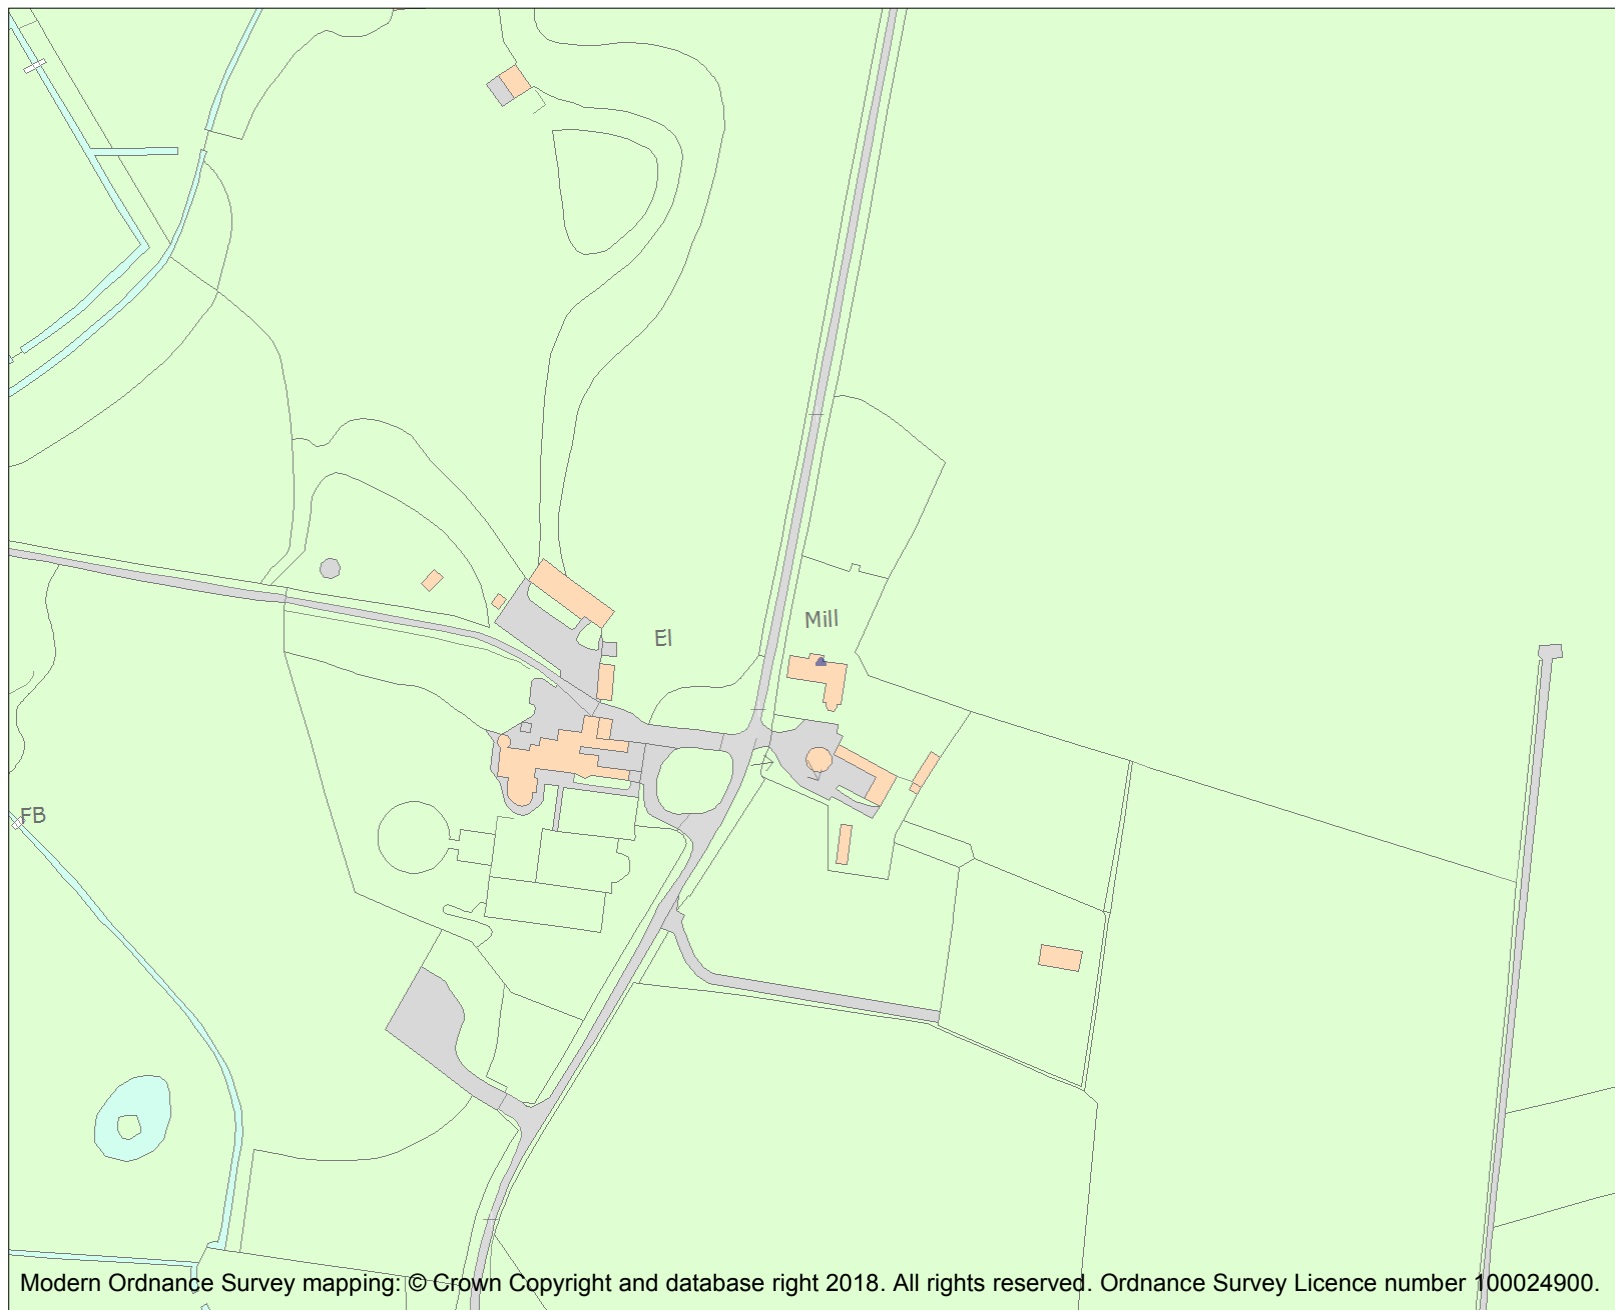 Mill
El
FB
Modern Ordnance Survey mapping: © Crown Copyright and database right 2018. All rights reserved. Ordnance Survey Licence number 100024900.